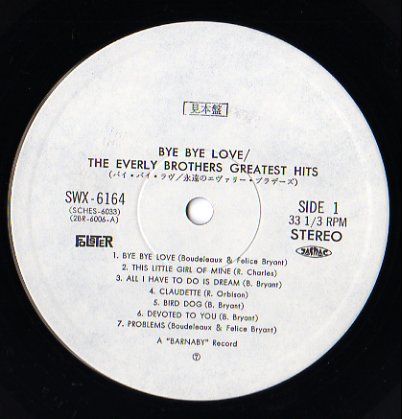 見本盤
BYE BYE LOVE/
THE EVERLY BROTHERS GREATEST HITS
(バイ・バイ・ラヴ/永遠のエヴァリー・ブラザーズ)
SWX-6164
(SCHES-6033)
(2BR-6006-A)
SIDE 1
33 1/3 RPM
STEREO
POLYSTER
JASRAC
1. BYE BYE LOVE (Boudeleaux & Felice Bryant)
2. THIS LITTLE GIRL OF MINE (R. Charles)
3. ALL I HAVE TO DO IS DREAM (B. Bryant)
4. CLAUDETTE (R. Orbison)
5. BIRD DOG (B. Bryant)
6. DEVOTED TO YOU (B. Bryant)
7. PROBLEMS (Boudeleaux & Felice Bryant)
A "BARNABY" Record